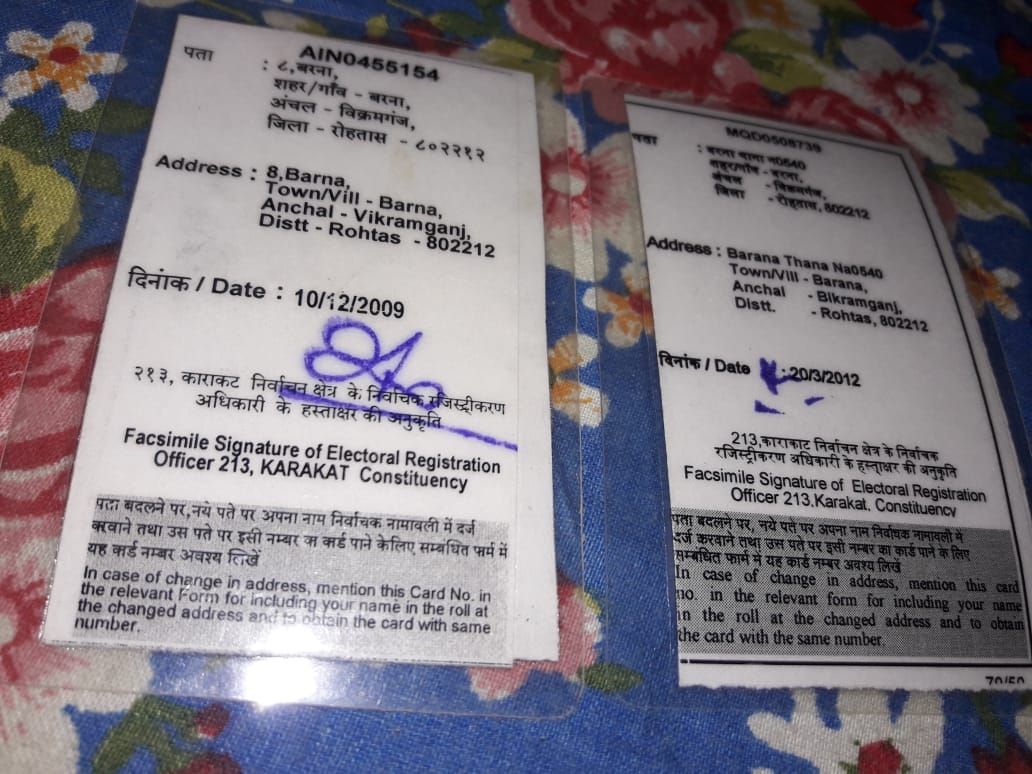 AIN0455154
पता : ८,बरना,
शहर/गाँव - बरना,
अंचल - विक्रमगंज,
जिला - रोहतास - ८०२२१२
Address : 8,Barna,
Town/Vill - Barna,
Anchal - Vikramganj,
Distt - Rohtas - 802212
दिनांक / Date : 10/12/2009
२१३, काराकट निर्वाचन क्षेत्र के निर्वाचक रजिस्ट्रीकरण
अधिकारी के हस्ताक्षर की अनुकृति
Facsimile Signature of Electoral Registration
Officer 213, KARAKAT Constituency
पता बदलने पर,नये पते पर अपना नाम निर्वाचक नामावली में दर्ज
करवाने तथा उस पते पर इसी नम्बर का कार्ड पाने केलिए सम्बधित फार्म में
यह कार्ड नम्बर अवश्य लिखें
In case of change in address, mention this Card No. in
the relevant Form for including your name in the roll at
the changed address and to obtain the card with same
number.
MQD0508739
पता : बरना थाना न0540
शहर/गाँव - बरना,
अंचल - विक्रमगंज,
जिला - रोहतास, 802212
Address : Barana Thana Na0540
Town/Vill - Barana,
Anchal - Bikramganj,
Distt. - Rohtas, 802212
दिनांक / Date : 20/3/2012
213,काराकाट निर्वाचन क्षेत्र के निर्वाचक
रजिस्ट्रीकरण अधिकारी के हस्ताक्षर की अनुकृति
Facsimile Signature of Electoral Registration
Officer 213,Karakat, Constituency
पता बदलने पर, नये पते पर अपना नाम निर्वाचक नामावली में
दर्ज करवाने तथा उस पते पर इसी नम्बर का कार्ड पाने के लिए
सम्बधित फार्म में यह कार्ड नम्बर अवश्य लिखें
In case of change in address, mention this card
no. in the relevant form for including your name
in the roll at the changed address and to obtain
the card with the same number.